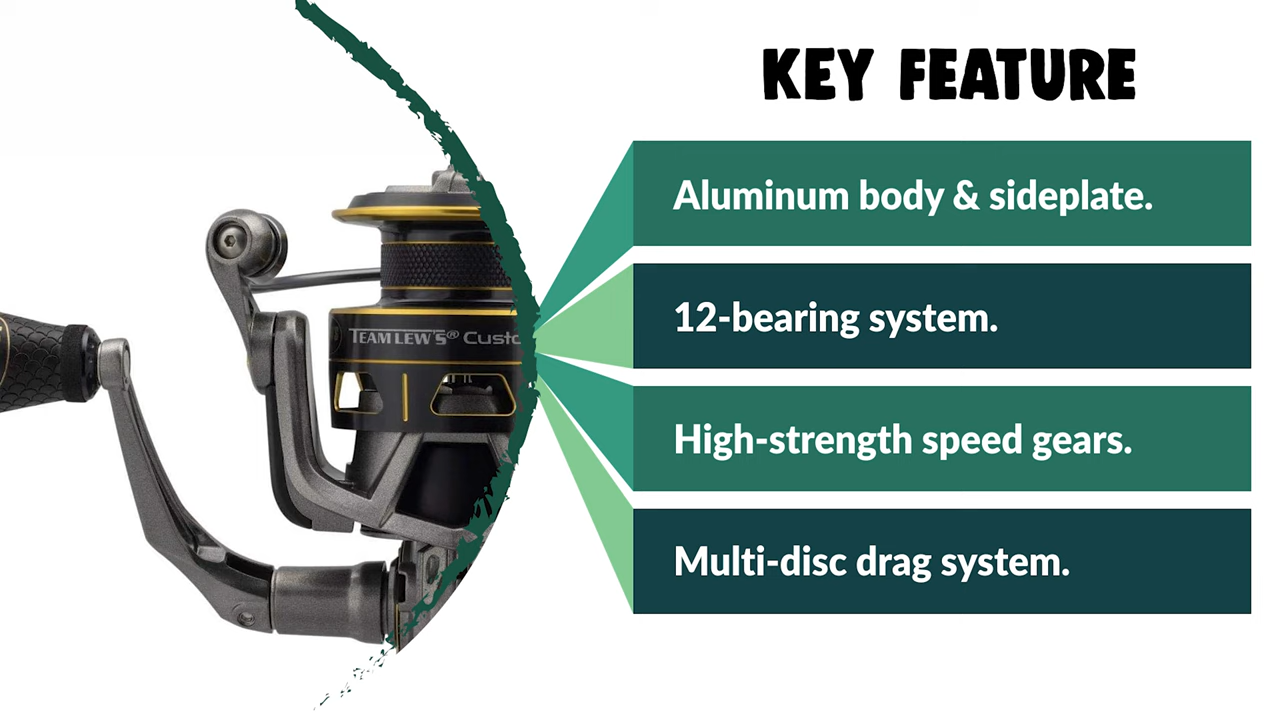 KEY FEATURE
Aluminum body & sideplate.
12-bearing system.
TEAM LEW'S® Custo
High-strength speed gears.
Multi-disc drag system.